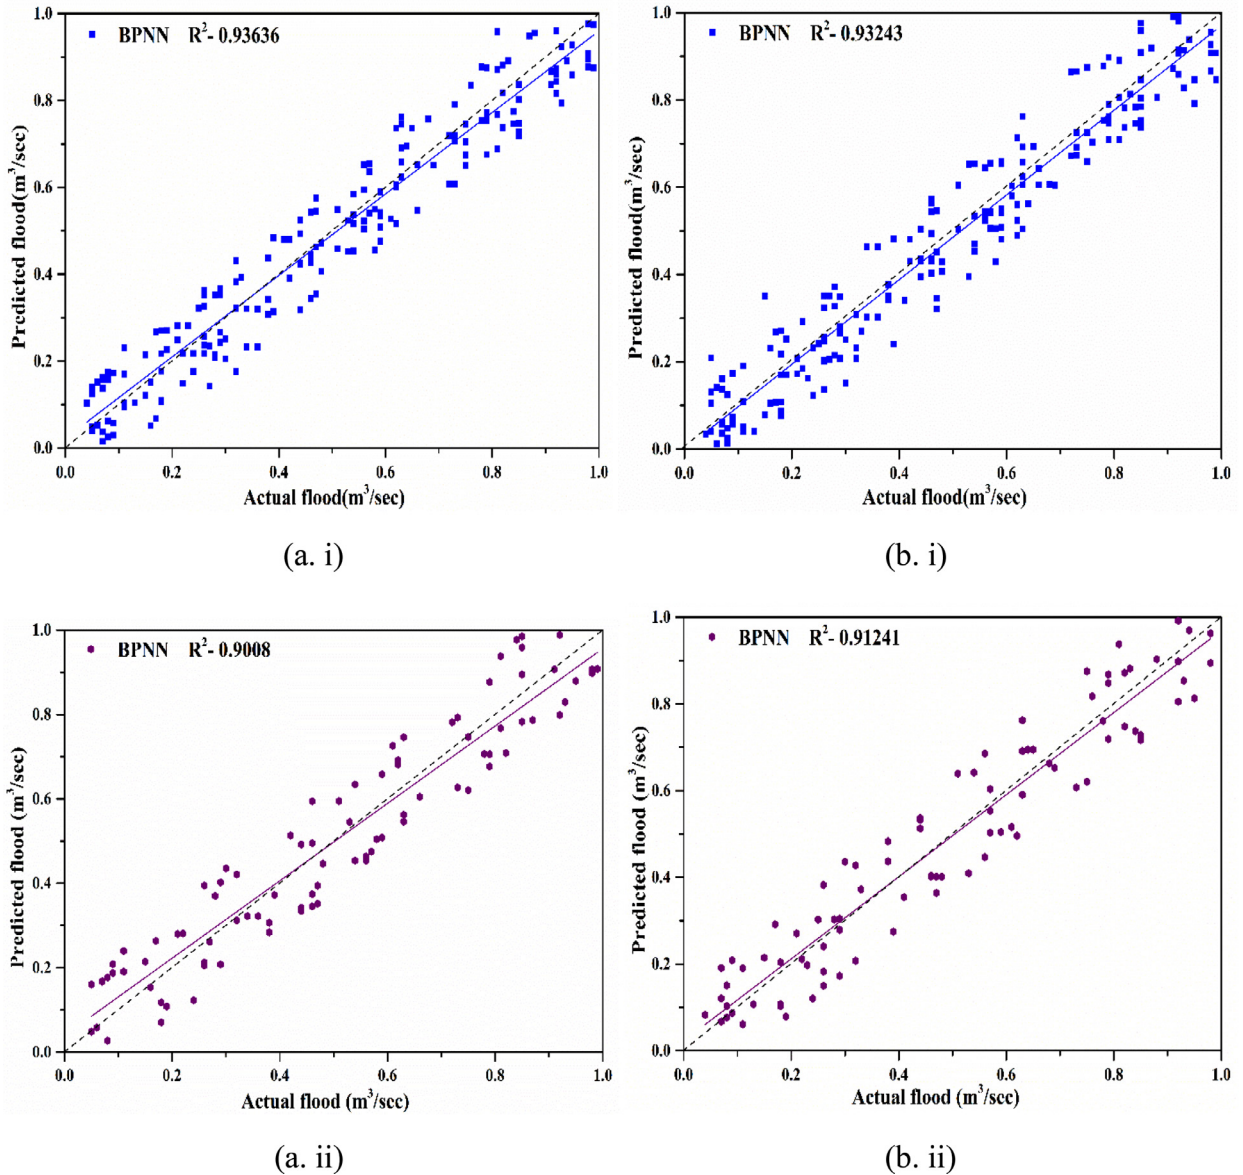 BPNN R²- 0.93636
1.0
0.8
0.6
0.4
0.2
0.0
Predicted flood(m³/sec)
0.0 0.2 0.4 0.6 0.8 1.0
Actual flood(m³/sec)
(a. i)
BPNN R²- 0.93243
1.0
0.8
0.6
0.4
0.2
0.0
Predicted flood(m³/sec)
0.0 0.2 0.4 0.6 0.8 1.0
Actual flood(m³/sec)
(b. i)
BPNN R²- 0.9008
1.0
0.8
0.6
0.4
0.2
0.0
Predicted flood (m³/sec)
0.0 0.2 0.4 0.6 0.8 1.0
Actual flood (m³/sec)
(a. ii)
BPNN R²- 0.91241
1.0
0.8
0.6
0.4
0.2
0.0
Predicted flood (m³/sec)
0.0 0.2 0.4 0.6 0.8 1.0
Actual flood (m³/sec)
(b. ii)